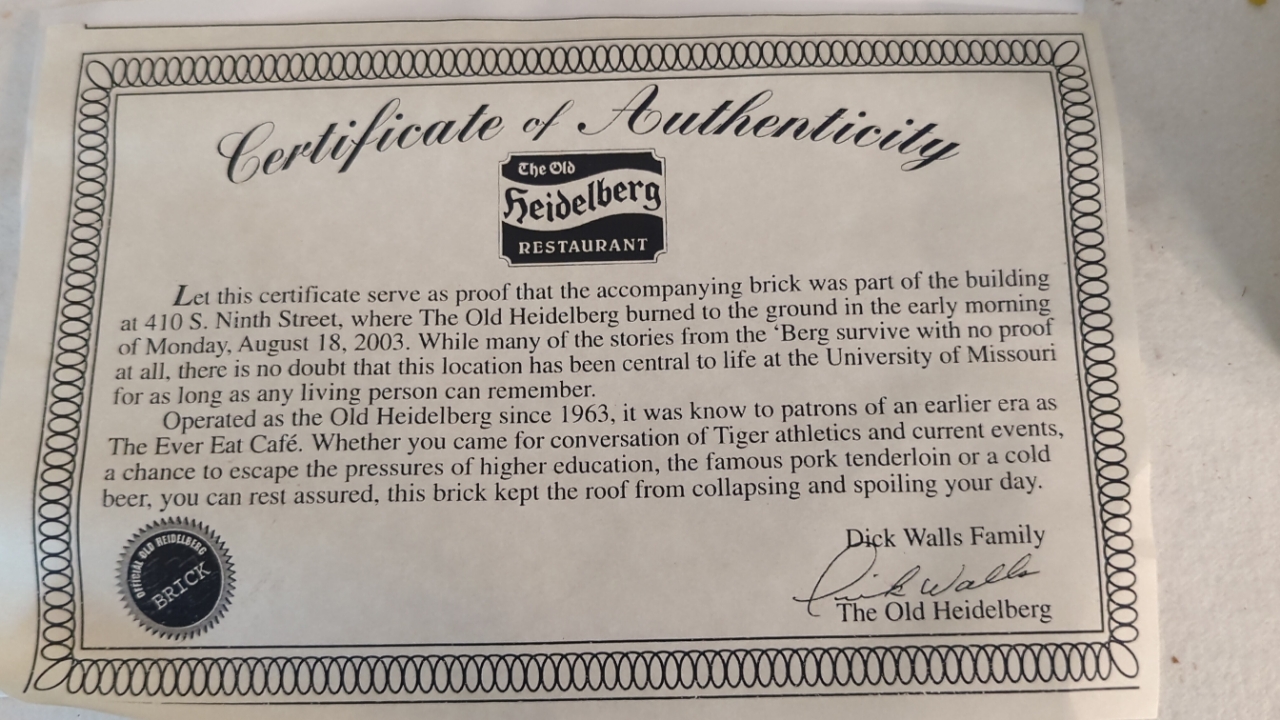 Certificate of Authenticity
The Old
Heidelberg
RESTAURANT
Let this certificate serve as proof that the accompanying brick was part of the building
at 410 S. Ninth Street, where The Old Heidelberg burned to the ground in the early morning
of Monday, August 18, 2003. While many of the stories from the ‘Berg survive with no proof
at all, there is no doubt that this location has been central to life at the University of Missouri
for as long as any living person can remember.
Operated as the Old Heidelberg since 1963, it was know to patrons of an earlier era as
The Ever Eat Café. Whether you came for conversation of Tiger athletics and current events,
a chance to escape the pressures of higher education, the famous pork tenderloin or a cold
beer, you can rest assured, this brick kept the roof from collapsing and spoiling your day.
OFFICIAL OLD HEIDELBERG
BRICK
Dick Walls Family
Dick Walls
The Old Heidelberg